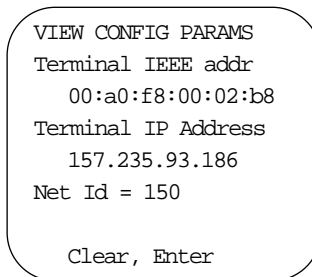 VIEW CONFIG PARAMS
Terminal IEEE addr
00:a0:f8:00:02:b8
Terminal IP Address
157.235.93.186
Net Id = 150
Clear, Enter